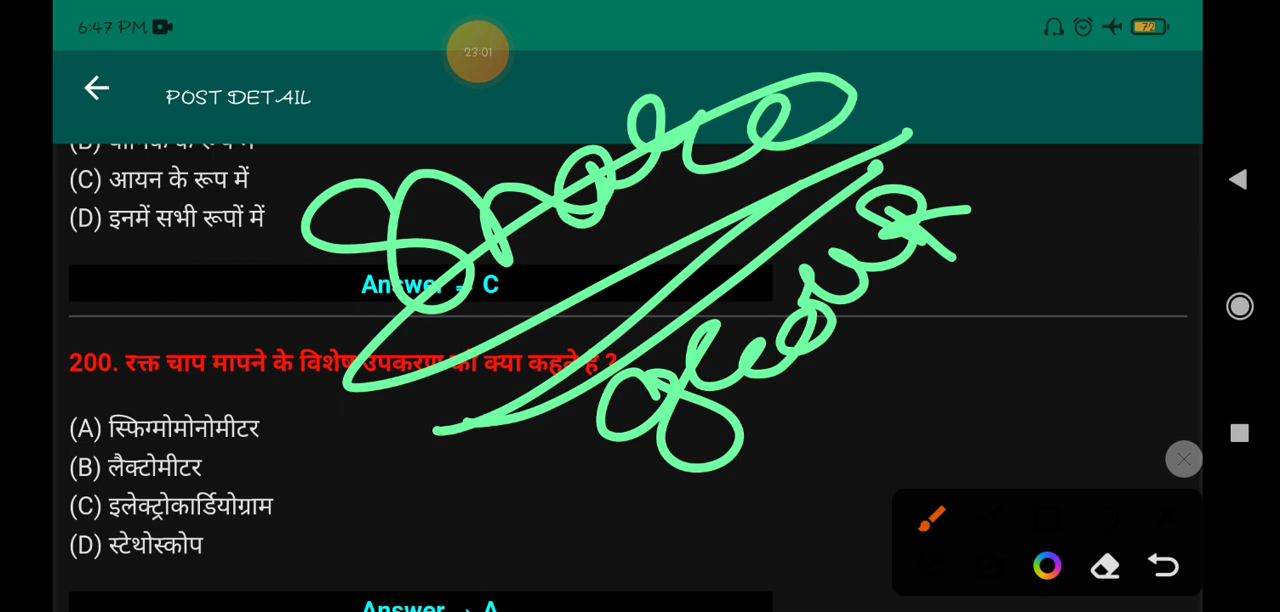 6:47 PM
23:01
72
POST DETAIL
(C) आयन के रूप में
(D) इनमें सभी रूपों में
Answer → C
200. रक्त चाप मापने के विशेष उपकरण को क्या कहते है ?
(A) स्फिग्मोमोनोमीटर
(B) लैक्टोमीटर
(C) इलेक्ट्रोकार्डियोग्राम
(D) स्टेथोस्कोप
Answer → A